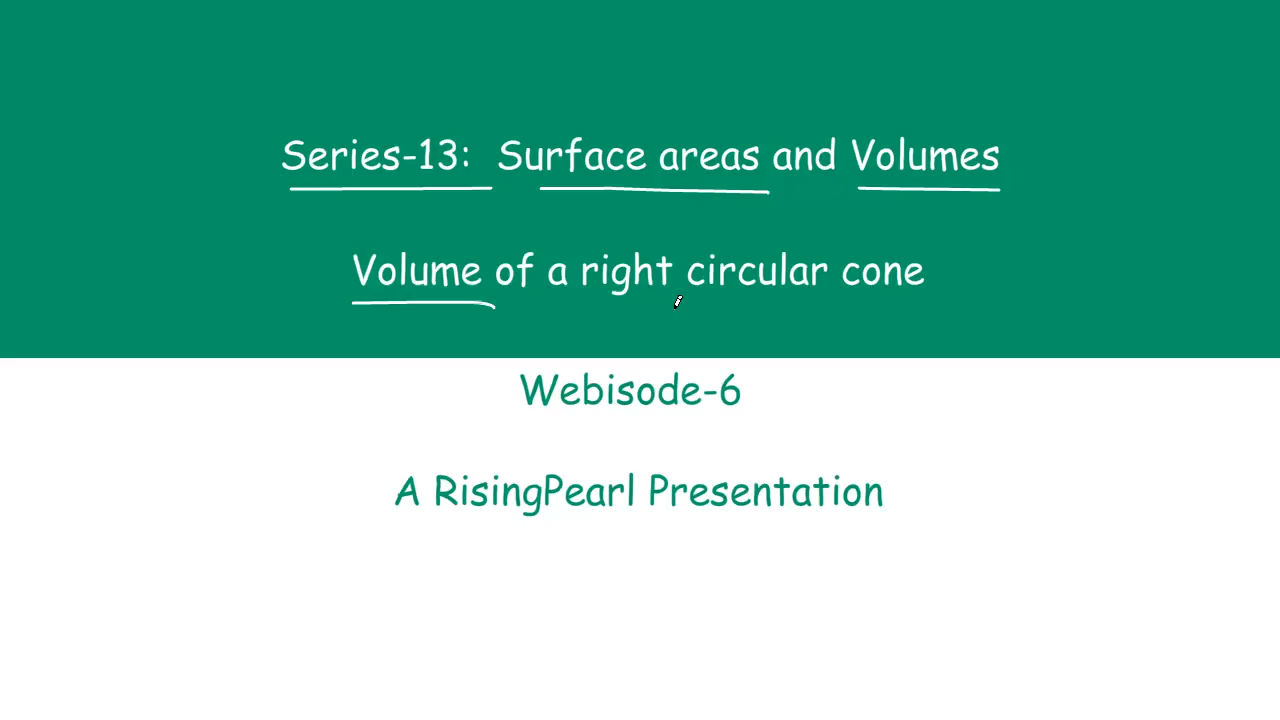 Series-13: Surface areas and Volumes
Volume of a right circular cone
Webisode-6
A RisingPearl Presentation